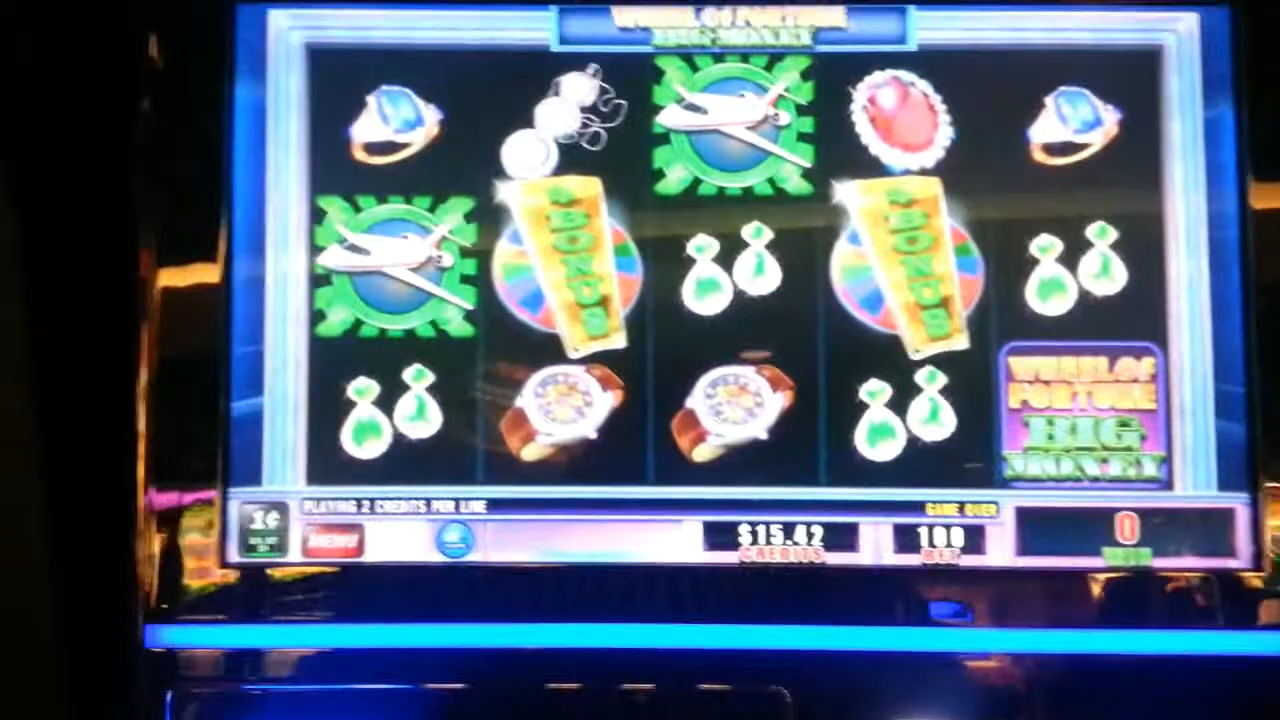 WHEEL OF FORTUNE
BIG MONEY
BONUS
BONUS
WHEEL OF
FORTUNE
BIG
MONEY
PLAYING 2 CREDITS PER LINE
GAME OVER
1¢
MENU
$15.42
CREDITS
100
BET
0
WIN